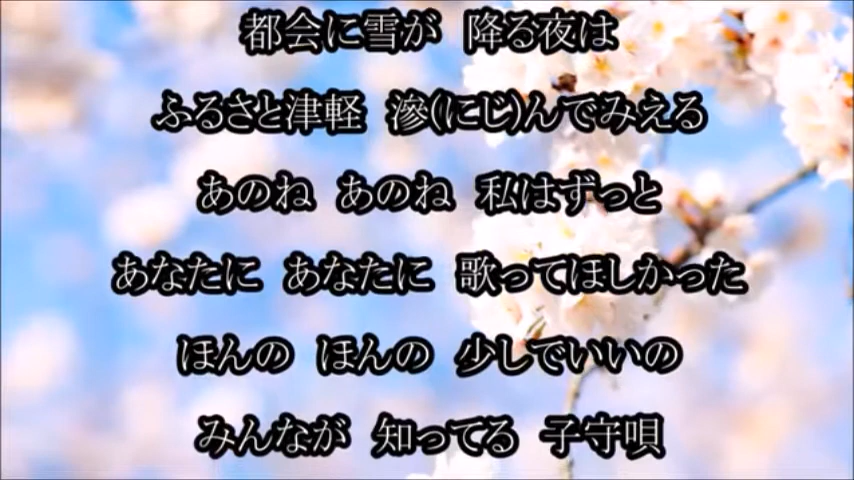 都会に雪が　降る夜は
ふるさと津軽　滲(にじ)んでみえる
あのね　あのね　私はずっと
あなたに　あなたに　歌ってほしかった
ほんの　ほんの　少しでいいの
みんなが　知ってる　子守唄